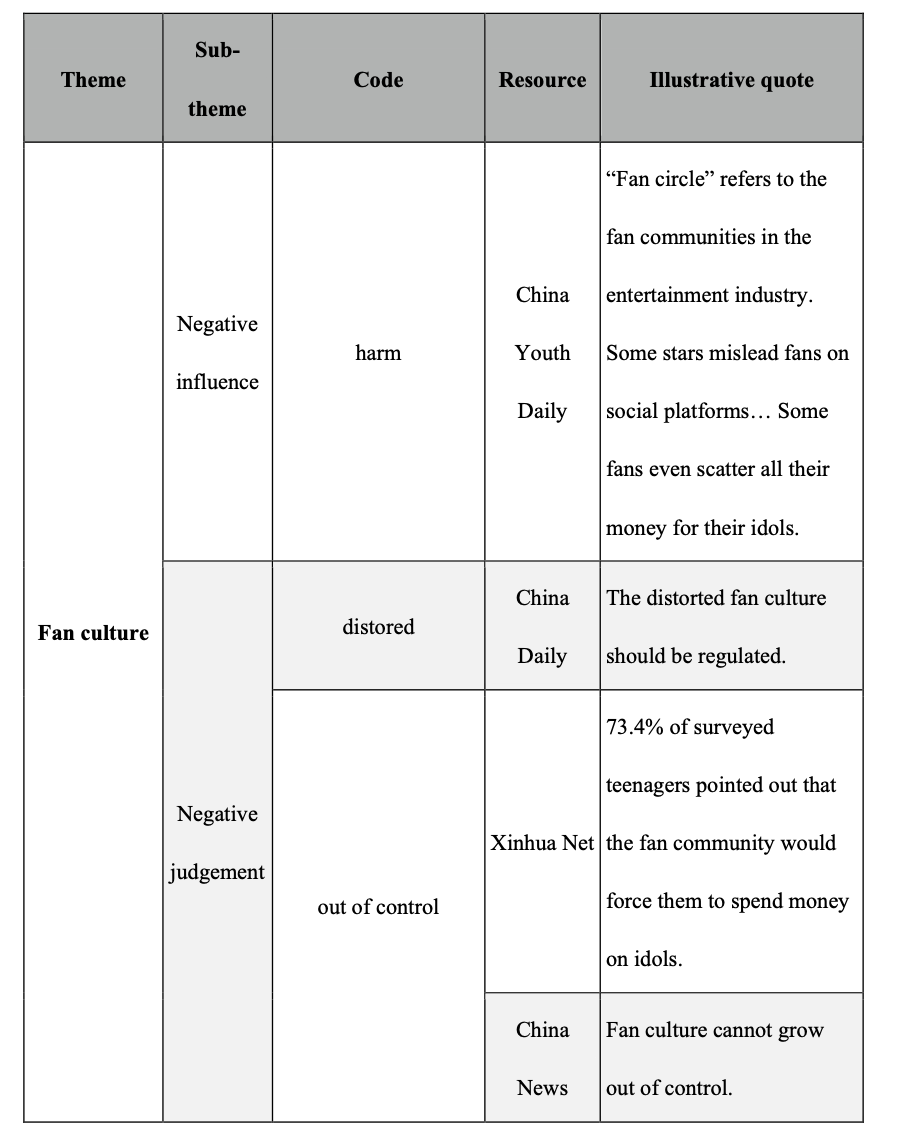 Theme
Sub-
theme
Code
Resource
Illustrative quote
Fan culture
Negative
influence
harm
China
Youth
Daily
“Fan circle” refers to the
fan communities in the
entertainment industry.
Some stars mislead fans on
social platforms… Some
fans even scatter all their
money for their idols.
Negative
judgement
distored
China
Daily
The distorted fan culture
should be regulated.
out of control
Xinhua Net
73.4% of surveyed
teenagers pointed out that
the fan community would
force them to spend money
on idols.
China
News
Fan culture cannot grow
out of control.